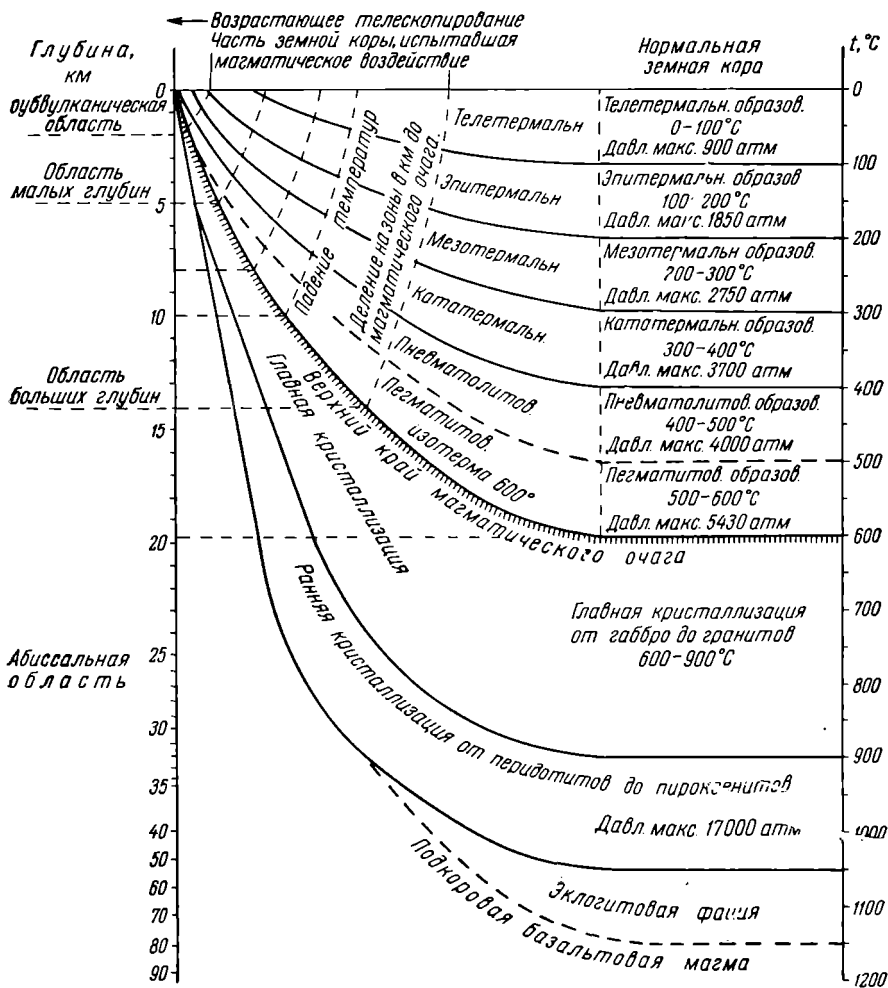 Возрастающее телескопирование
Часть земной коры, испытавшая
магматическое воздействие
Глубина,
км
Нормальная
земная кора
t,°C
Субвулканическая
область
Область
малых глубин
Область
больших глубин
Абиссальная
область
0
5
10
15
20
25
30
35
40
50
60
70
80
90
Падение температур
Деление на зоны в км до
магматического очага.
Телетермальн
Эпитермальн
Мезотермальн
Кататермальн.
Пневматолитов.
Пегматитов.
изотерма 600°
Верхний край магматического очага
Главная кристаллизация
Ранняя кристаллизация от перидотитов до пироксенитов
Подкоровая базальтовая магма
Телетермальн. образов.
0-100°C
Давл. макс. 900 атм
Эпитермальн. образов
100-200°C
Давл. макс. 1850 атм
Мезотермальн образов.
200-300°C
Давл. макс. 2750 атм
Кататермальн. образов.
300-400°C
Давл. макс. 3700 атм
Пневматолитов. образов.
400-500°C
Давл. макс. 4000 атм
Пегматитов. образов.
500-600°C
Давл. макс. 5430 атм
Главная кристаллизация
от габбро до гранитов
600-900°C
Давл. макс. 17000 атм
Эклогитовая фация
0
100
200
300
400
500
600
700
800
900
1100
1200